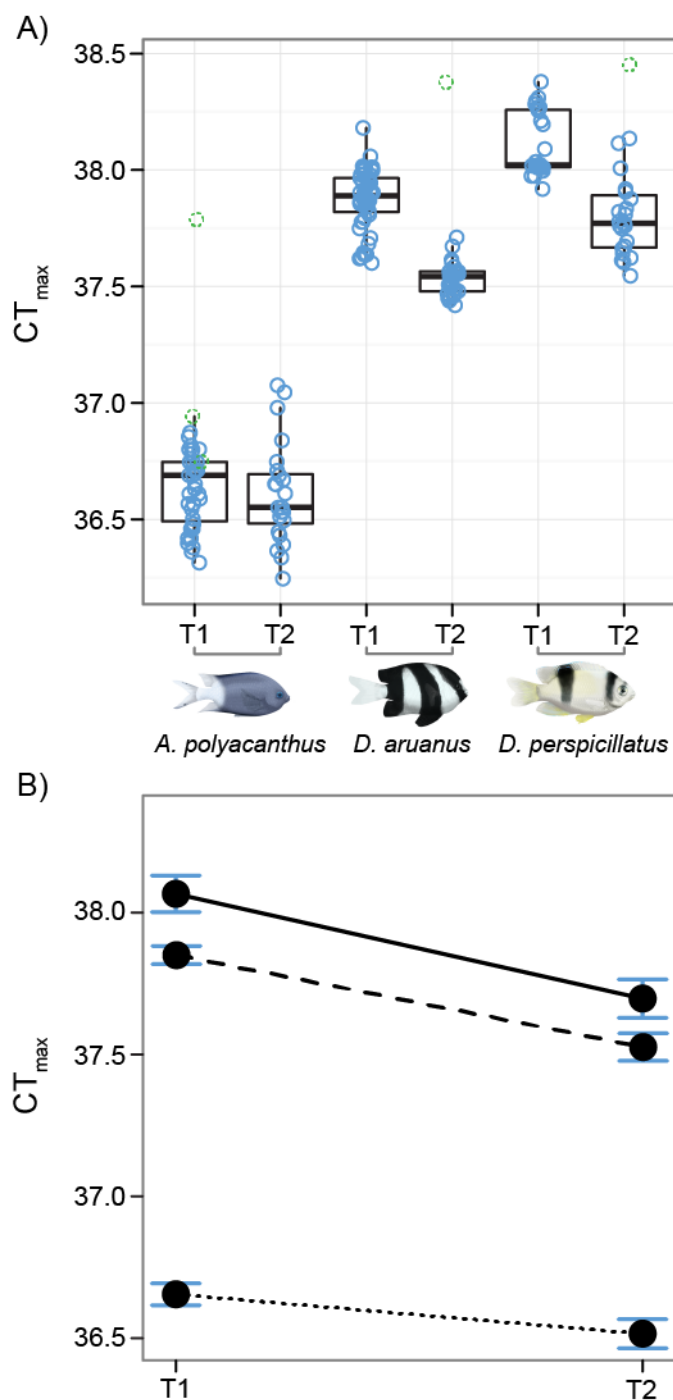 A)
38.5
38.0
37.5
37.0
36.5
CTmax
T1 T2 T1 T2 T1 T2
A. polyacanthus D. aruanus D. perspicillatus
B)
38.0
37.5
37.0
36.5
CTmax
T1 T2